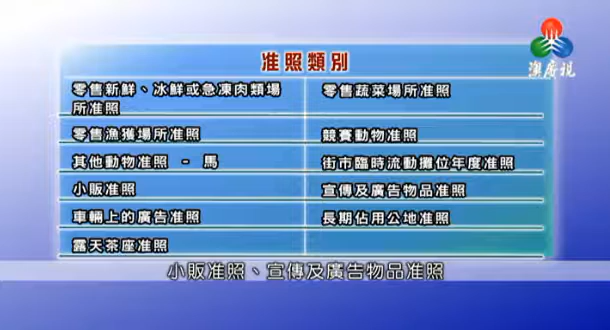 准照類別
澳廣視
零售新鮮、冰鮮或急凍肉類場
所准照
零售蔬菜場所准照
零售漁獲場所准照
競賽動物准照
其他動物准照 - 馬
街市臨時流動攤位年度准照
小販准照
宣傳及廣告物品准照
車輛上的廣告准照
長期佔用公地准照
露天茶座准照
小販准照、宣傳及廣告物品准照